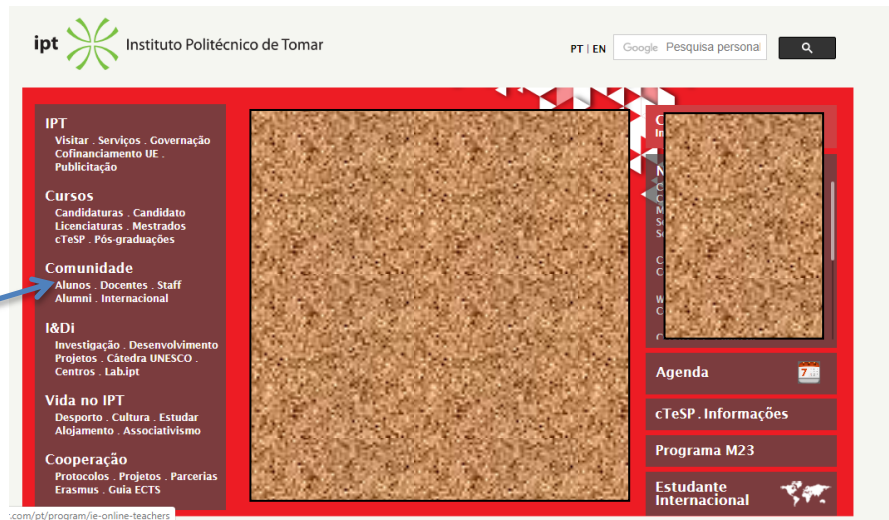 ipt Instituto Politécnico de Tomar
PT | EN
Google Pesquisa personal
IPT
Visitar . Serviços . Governação
Cofinanciamento UE .
Publicitação
Cursos
Candidaturas . Candidato
Licenciaturas . Mestrados
cTeSP . Pós-graduações
Comunidade
Alunos . Docentes . Staff
Alumni . Internacional
I&Di
Investigação . Desenvolvimento
Projetos . Cátedra UNESCO .
Centros . Lab.ipt
Vida no IPT
Desporto . Cultura . Estudar
Alojamento . Associativismo
Cooperação
Protocolos . Projetos . Parcerias
Erasmus . Guia ECTS
Agenda
7
cTeSP . Informações
Programa M23
Estudante
Internacional
.com/pt/program/ie-online-teachers